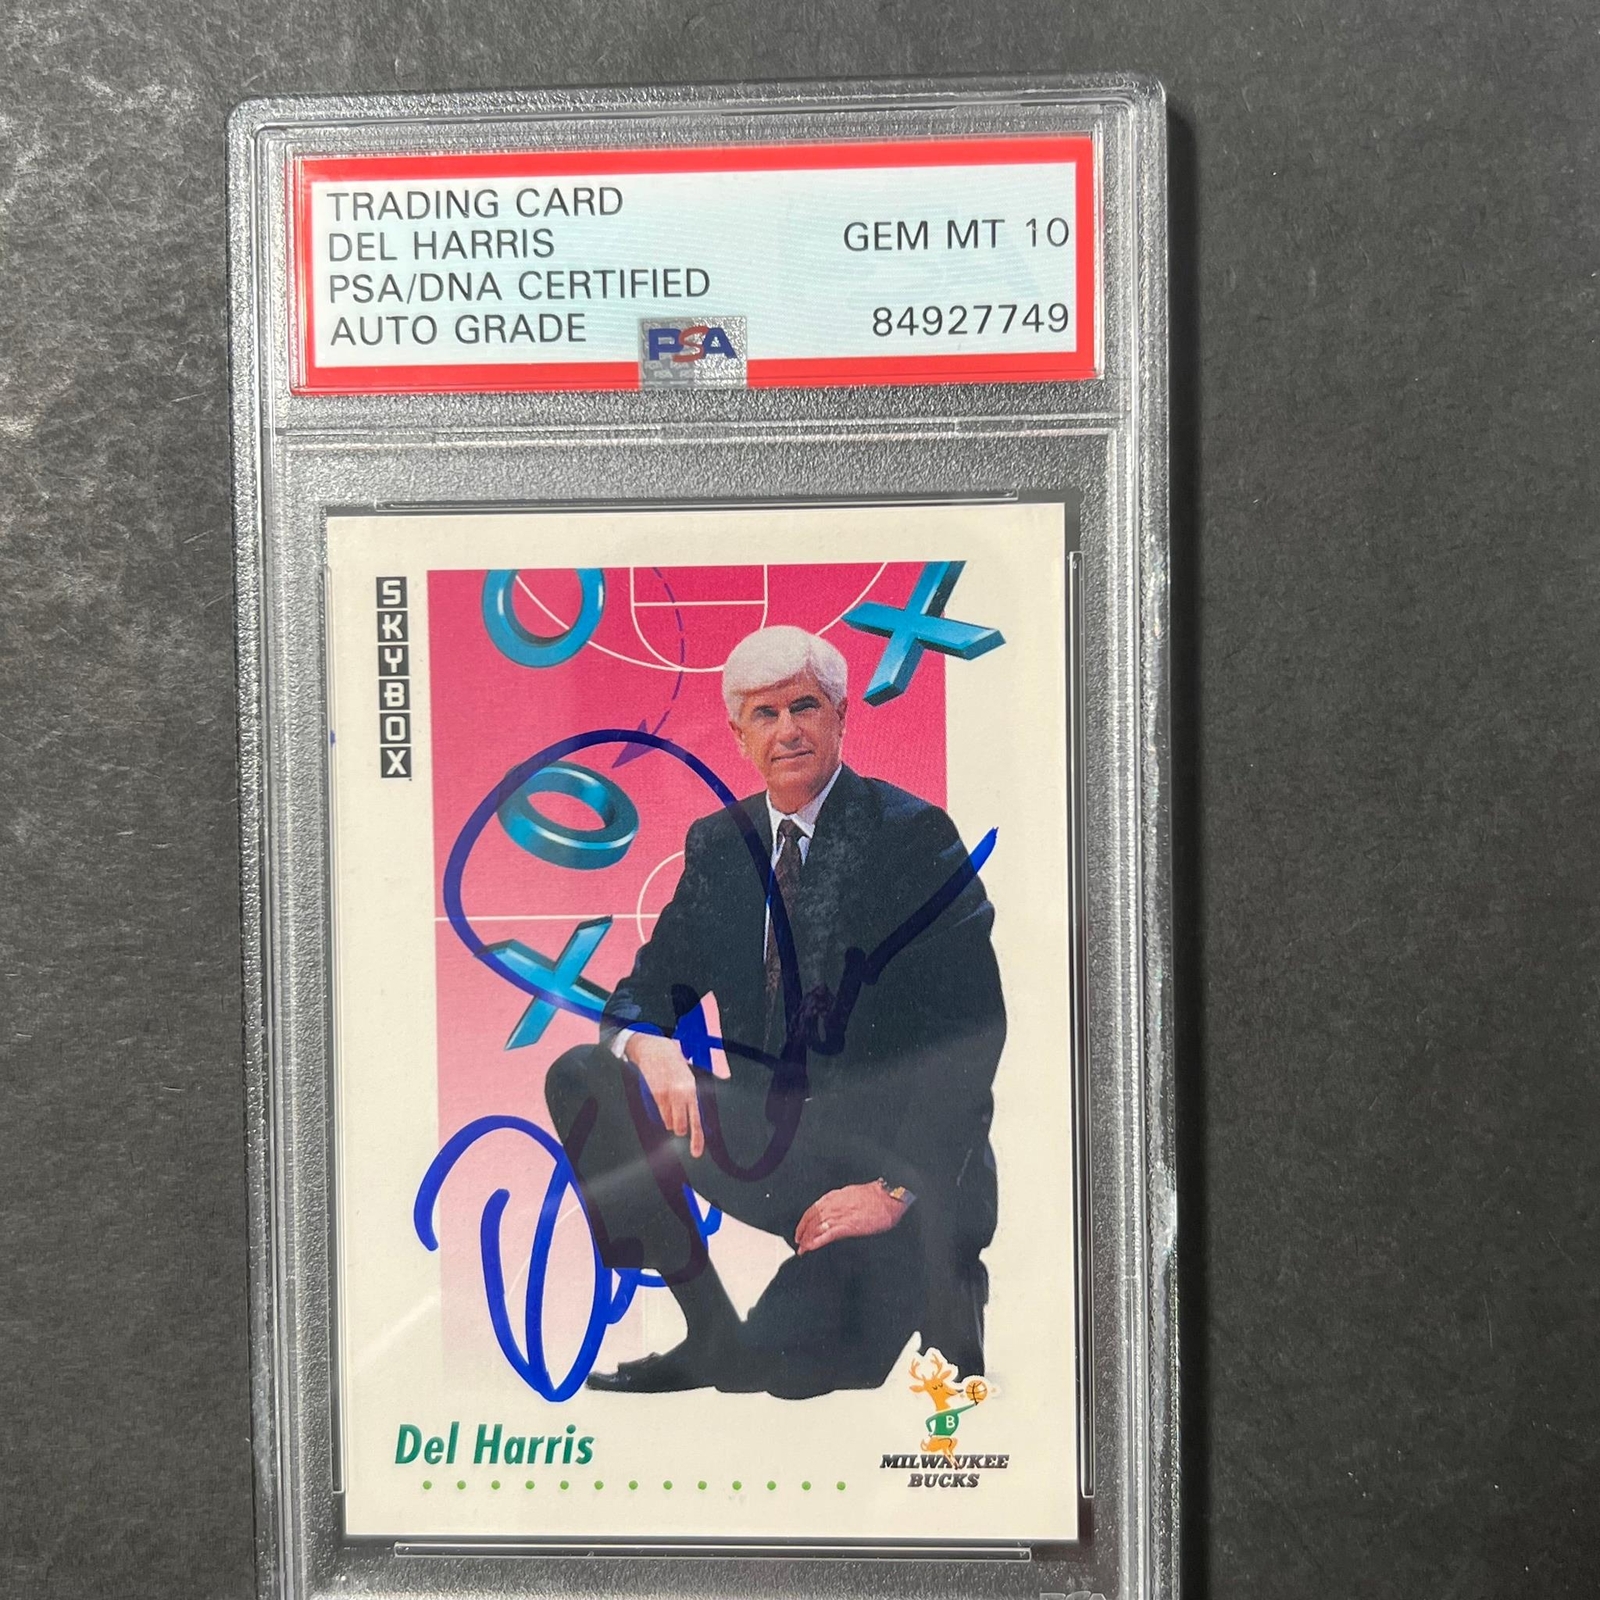 TRADING CARD
DEL HARRIS
PSA/DNA CERTIFIED
AUTO GRADE
GEM MT 10
84927749
PSA
SKYBOX
Del Harris
B
MILWAUKEE
BUCKS